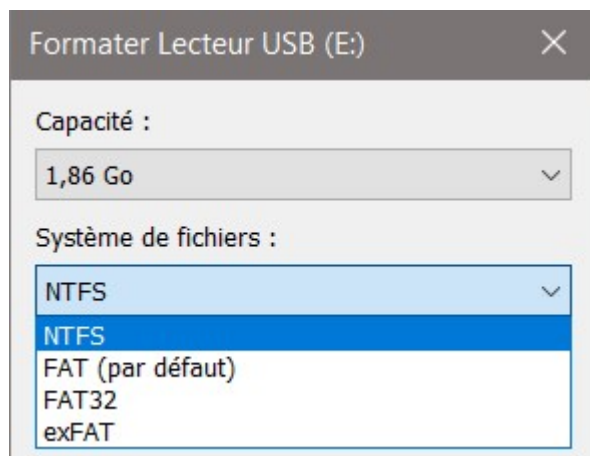 Formater Lecteur USB (E:)
Capacité :
1,86 Go
Système de fichiers :
NTFS
NTFS
FAT (par défaut)
FAT32
exFAT